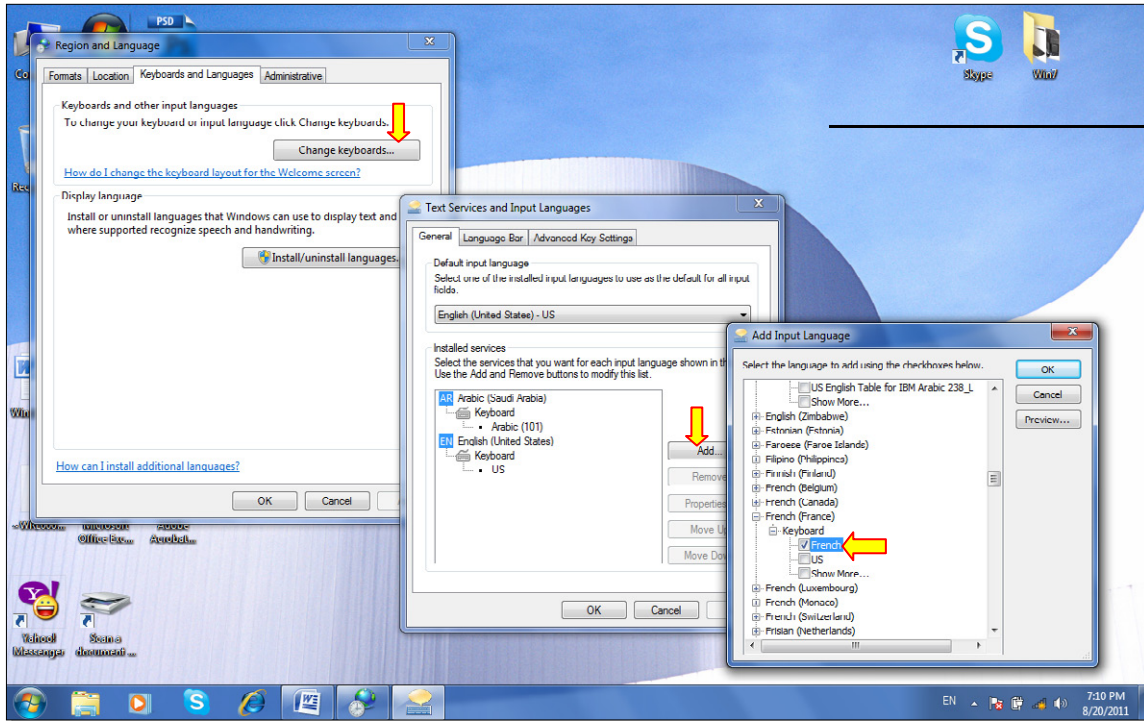 PSD
Region and Language
Formats Location Keyboards and Languages Administrative
Keyboards and other input languages
To change your keyboard or input language click Change keyboards.
Change keyboards...
How do I change the keyboard layout for the Welcome screen?
Display language
Install or uninstall languages that Windows can use to display text and
where supported recognize speech and handwriting.
Install/uninstall languages.
How can I install additional languages?
OK Cancel
Skype
Win7
Text Services and Input Languages
General Language Bar Advanced Key Settings
Default input language
Select one of the installed input languages to use as the default for all input
fields.
English (United States) - US
Installed services
Select the services that you want for each input language shown in th
Use the Add and Remove buttons to modify this list.
AR Arabic (Saudi Arabia)
Keyboard
Arabic (101)
EN English (United States)
Keyboard
US
Add...
Remove
Properties
Move U
Move Dov
OK Cancel
Add Input Language
Select the language to add using the checkboxes below.
US English Table for IBM Arabic 238_L
Show More...
English (Zimbabwe)
Estonian (Estonia)
Faroese (Faroe Islands)
Filipino (Philippines)
Finnish (Finland)
French (Belgium)
French (Canada)
French (France)
Keyboard
French
US
Show More...
French (Luxembourg)
French (Monaco)
French (Switzerland)
Frisian (Netherlands)
OK
Cancel
Preview...
Co
Rec
Microsoft
Office Exc...
Adobe
Acrobat...
Yahoo!
Messenger
Scan a
document ...
EN
7:10 PM
8/20/2011